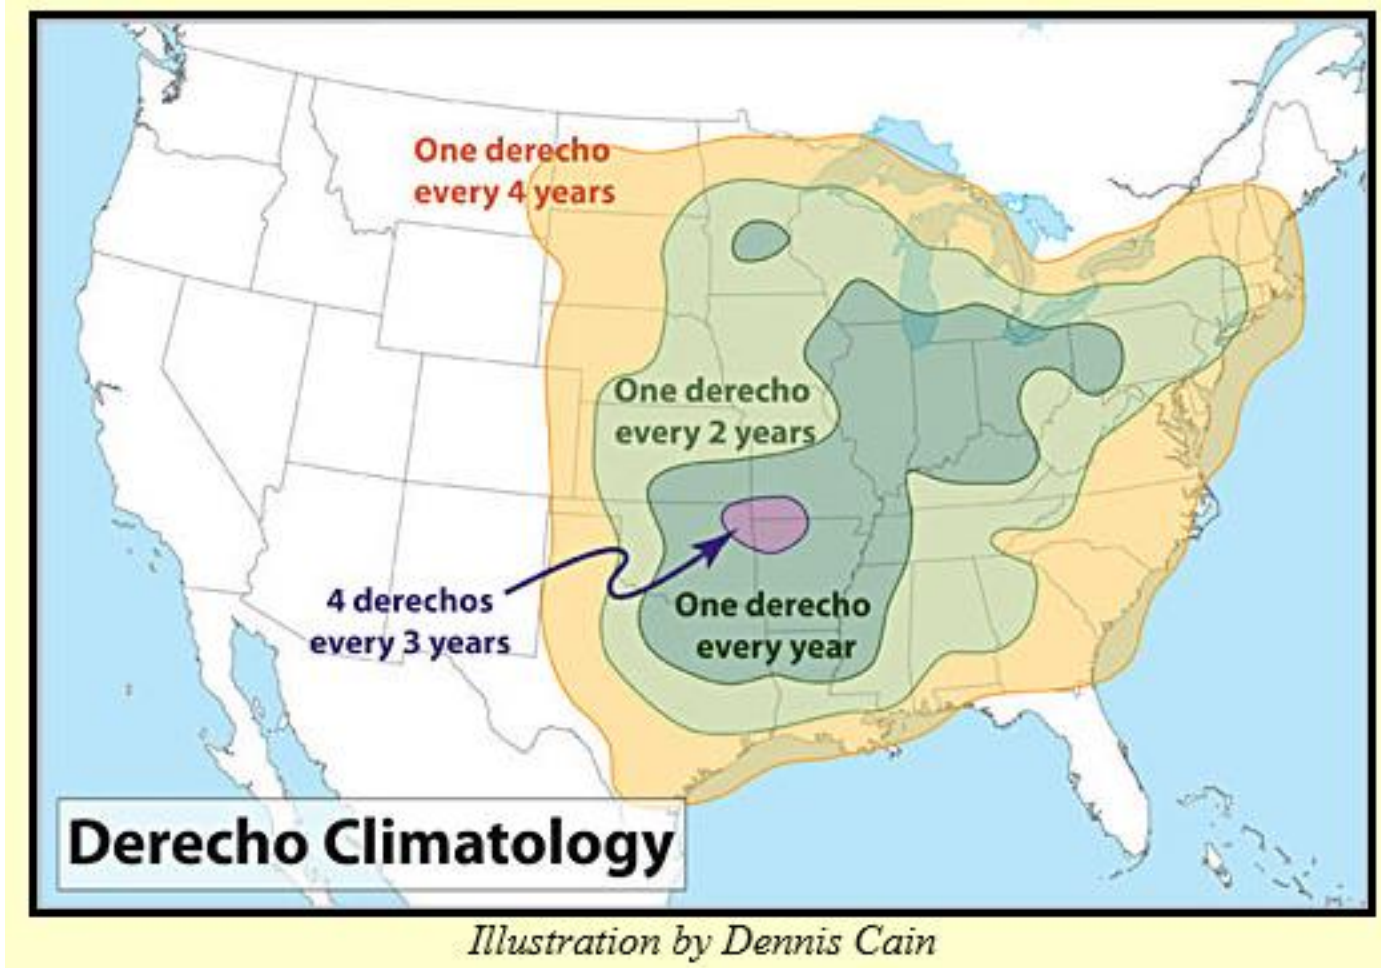 One derecho
every 4 years
One derecho
every 2 years
4 derechos
every 3 years
One derecho
every year
Derecho Climatology
Illustration by Dennis Cain